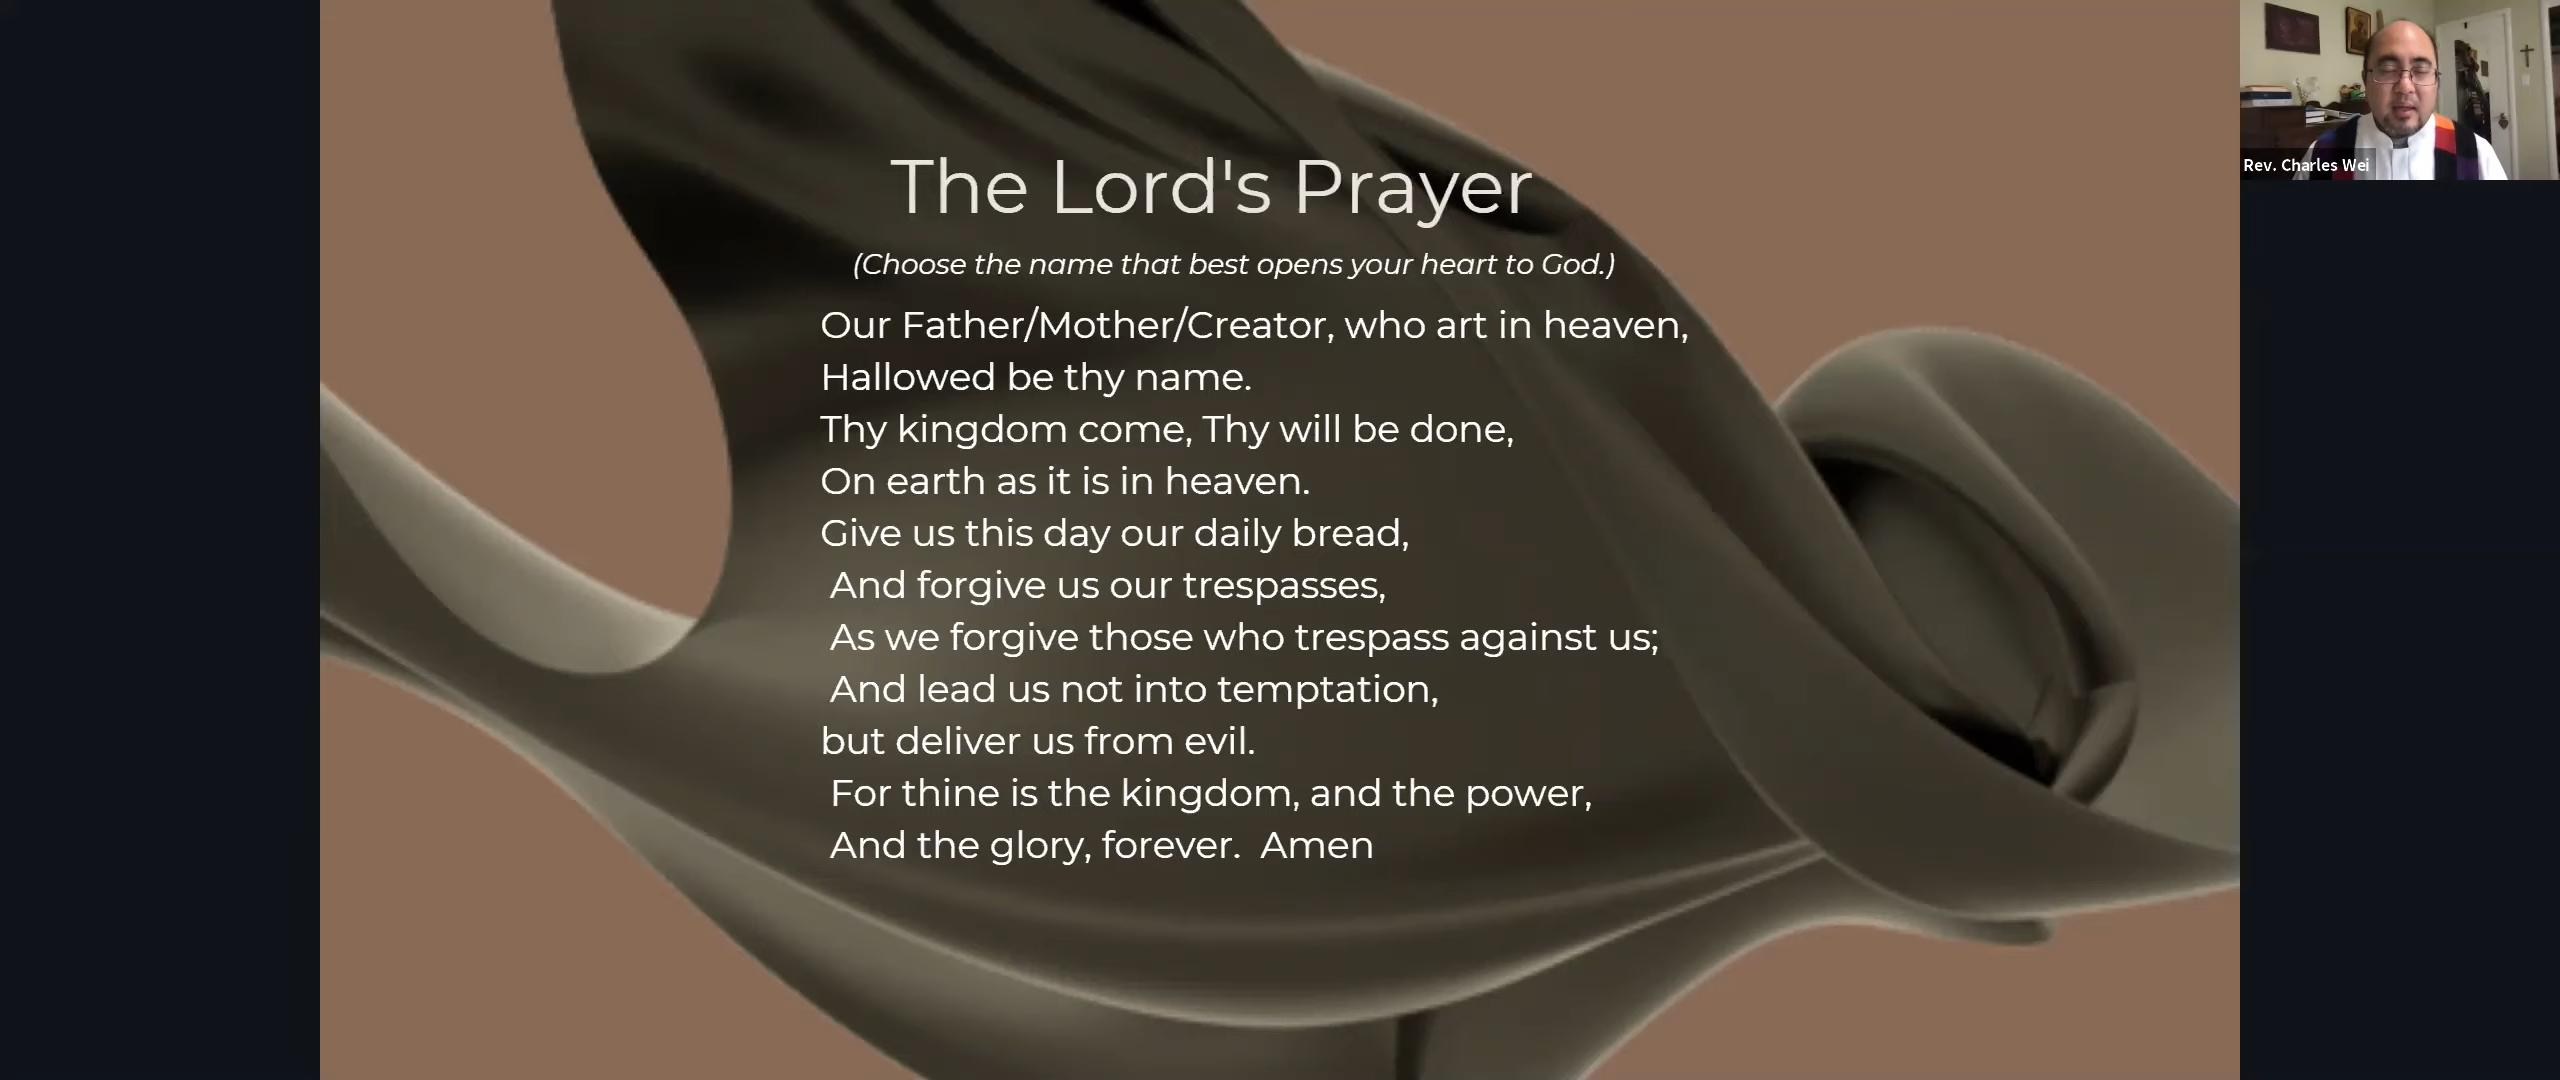 The Lord's Prayer
(Choose the name that best opens your heart to God.)
Our Father/Mother/Creator, who art in heaven,
Hallowed be thy name.
Thy kingdom come, Thy will be done,
On earth as it is in heaven.
Give us this day our daily bread,
And forgive us our trespasses,
As we forgive those who trespass against us;
And lead us not into temptation,
but deliver us from evil.
For thine is the kingdom, and the power,
And the glory, forever.  Amen
Rev. Charles Wei